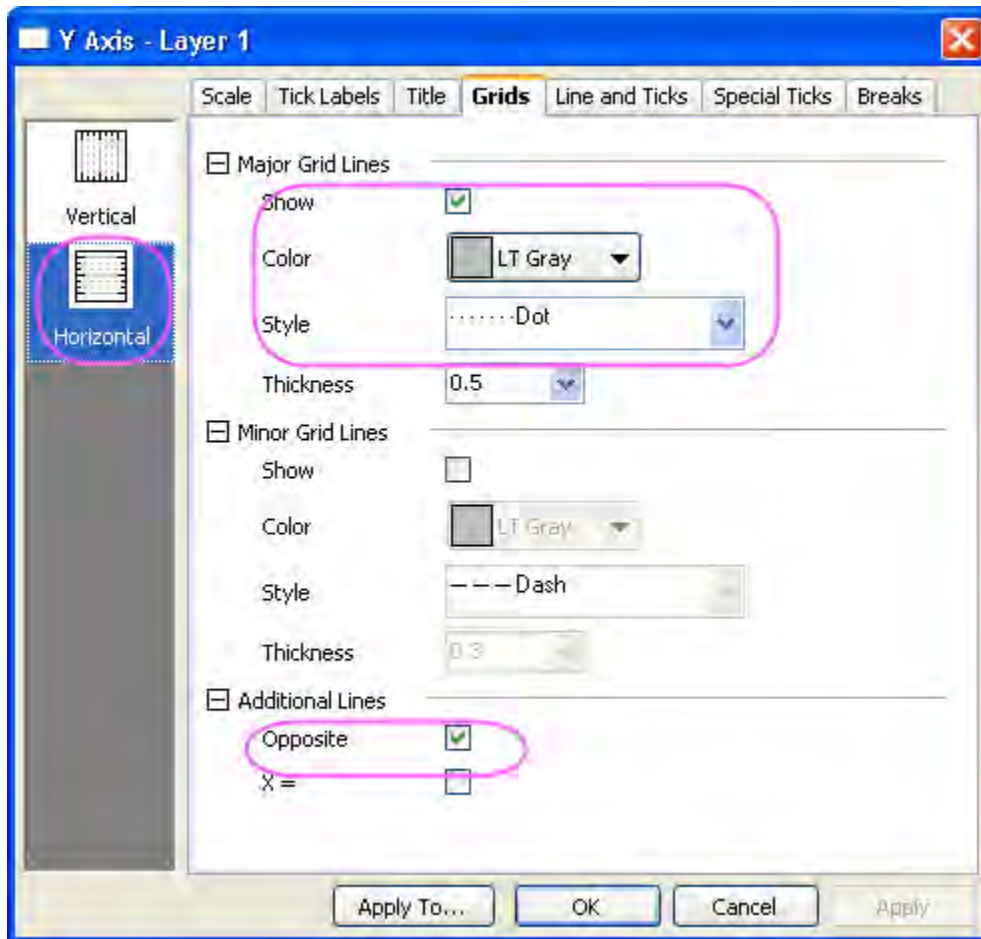 Y Axis - Layer 1
Scale Tick Labels Title Grids Line and Ticks Special Ticks Breaks
Vertical
Horizontal
Major Grid Lines
Show
Color LT Gray
Style ·······Dot
Thickness 0.5
Minor Grid Lines
Show
Color LT Gray
Style ———Dash
Thickness 0.3
Additional Lines
Opposite
X =
Apply To... OK Cancel Apply